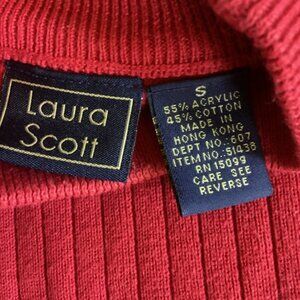 Laura
Scott
S
55% ACRYLIC
45% COTTON
MADE IN
HONG KONG
DEPT NO.: 607
ITEM NO.: 51438
RN 15099
CARE SEE
REVERSE